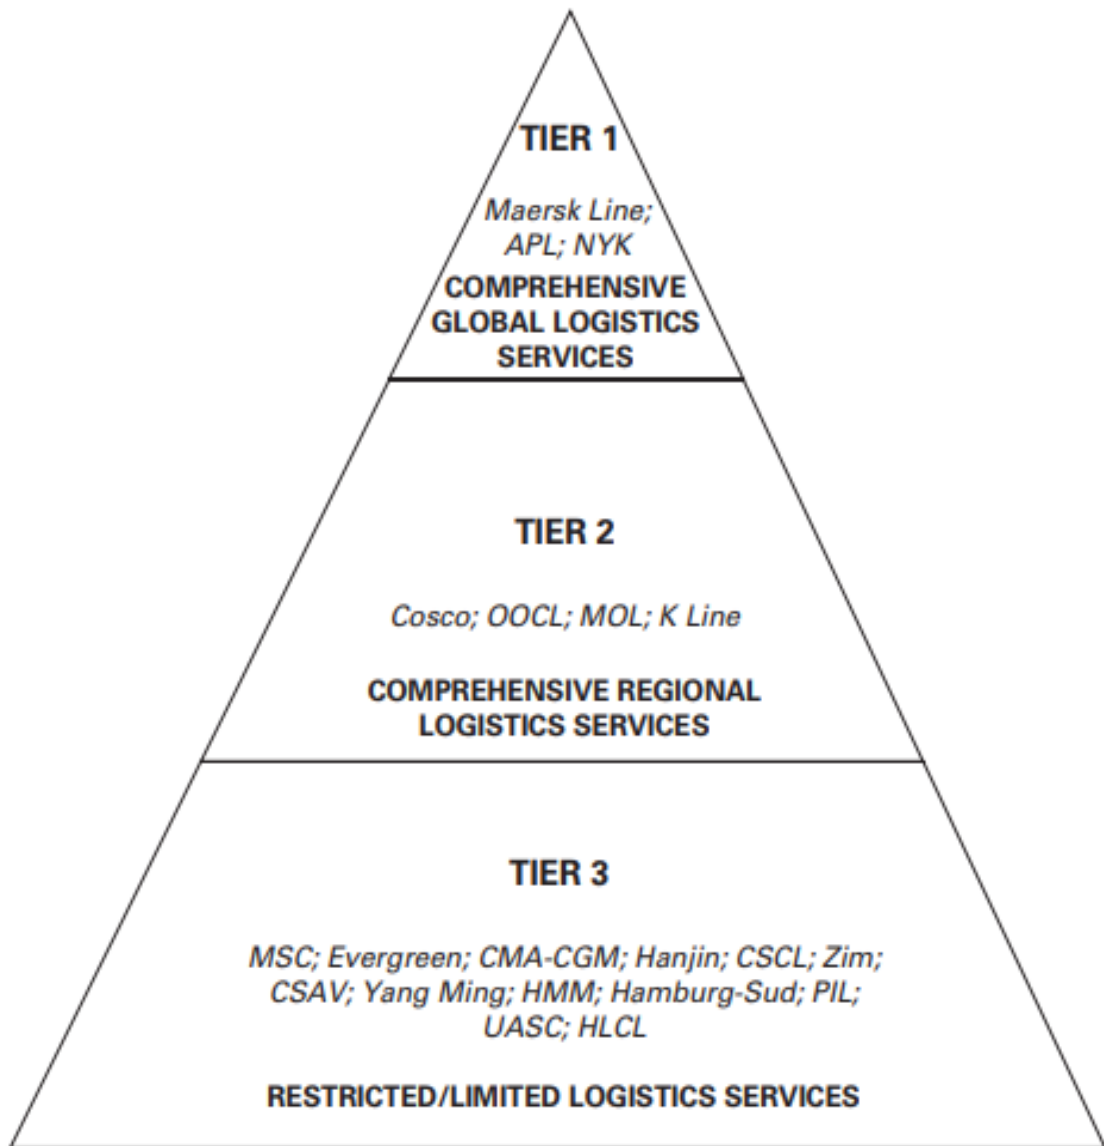 TIER 1
Maersk Line;
APL; NYK
COMPREHENSIVE
GLOBAL LOGISTICS
SERVICES
TIER 2
Cosco; OOCL; MOL; K Line
COMPREHENSIVE REGIONAL
LOGISTICS SERVICES
TIER 3
MSC; Evergreen; CMA-CGM; Hanjin; CSCL; Zim;
CSAV; Yang Ming; HMM; Hamburg-Sud; PIL;
UASC; HLCL
RESTRICTED/LIMITED LOGISTICS SERVICES